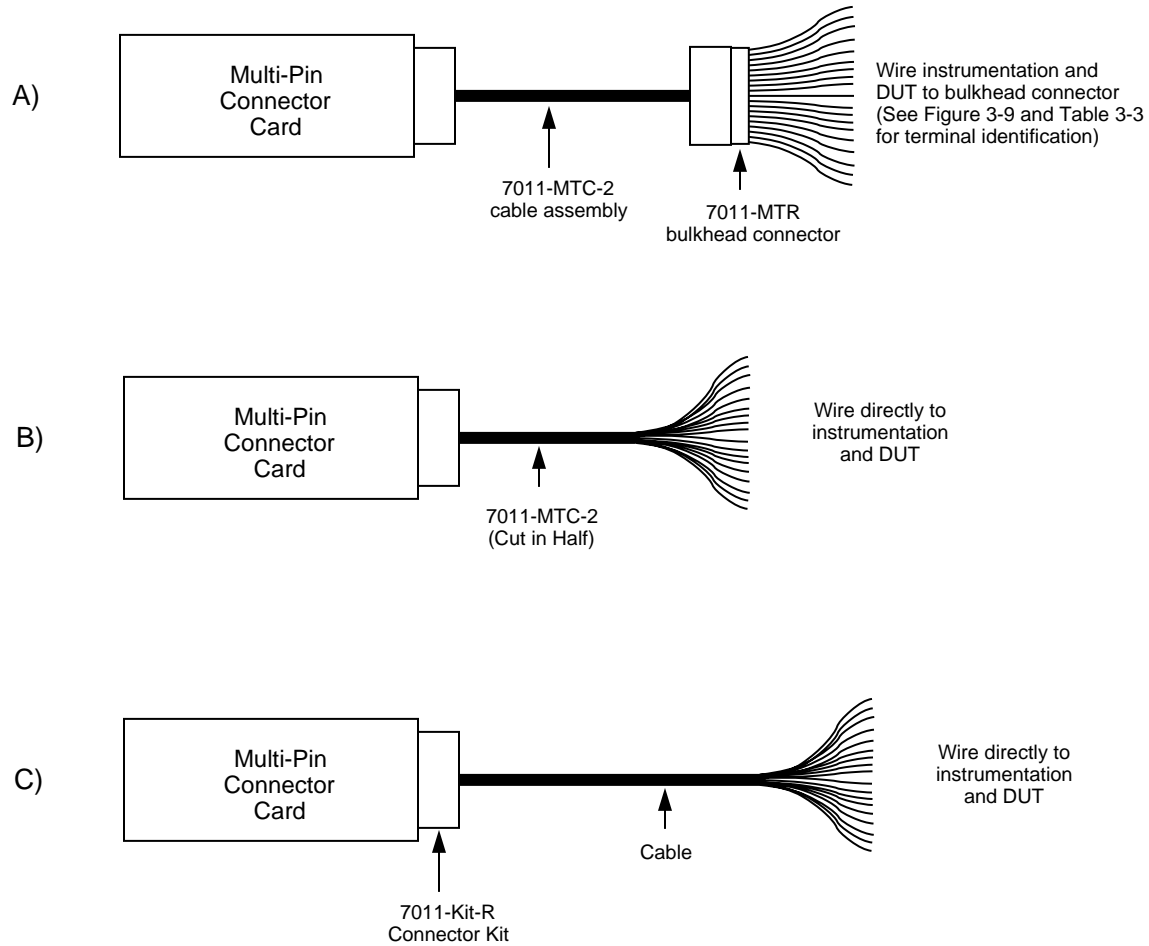 A)
Multi-Pin
Connector
Card
7011-MTC-2
cable assembly
7011-MTR
bulkhead connector
Wire instrumentation and
DUT to bulkhead connector
(See Figure 3-9 and Table 3-3
for terminal identification)
B)
Multi-Pin
Connector
Card
7011-MTC-2
(Cut in Half)
Wire directly to
instrumentation
and DUT
C)
Multi-Pin
Connector
Card
7011-Kit-R
Connector Kit
Cable
Wire directly to
instrumentation
and DUT